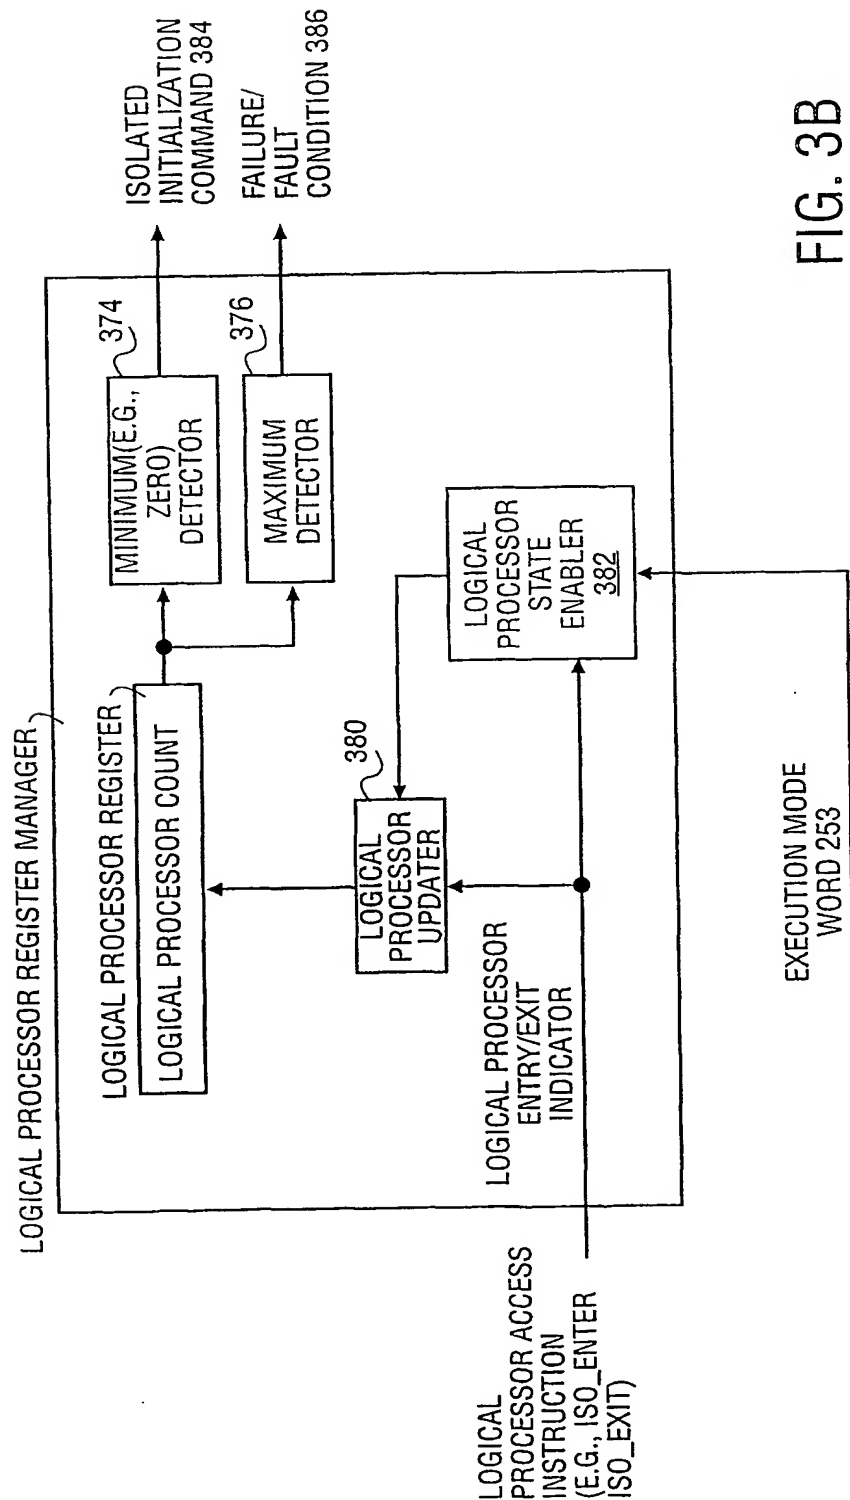 LOGICAL PROCESSOR REGISTER MANAGER
LOGICAL PROCESSOR REGISTER
LOGICAL PROCESSOR COUNT
MINIMUM(E.G.,
ZERO)
DETECTOR
374
ISOLATED
INITIALIZATION
COMMAND 384
MAXIMUM
DETECTOR
376
FAILURE/
FAULT
CONDITION 386
LOGICAL
PROCESSOR
UPDATER
380
LOGICAL
PROCESSOR
STATE
ENABLER
382
LOGICAL PROCESSOR
ENTRY/EXIT
INDICATOR
LOGICAL
PROCESSOR ACCESS
INSTRUCTION
(E.G., ISO_ENTER
ISO_EXIT)
EXECUTION MODE
WORD 253
FIG. 3B